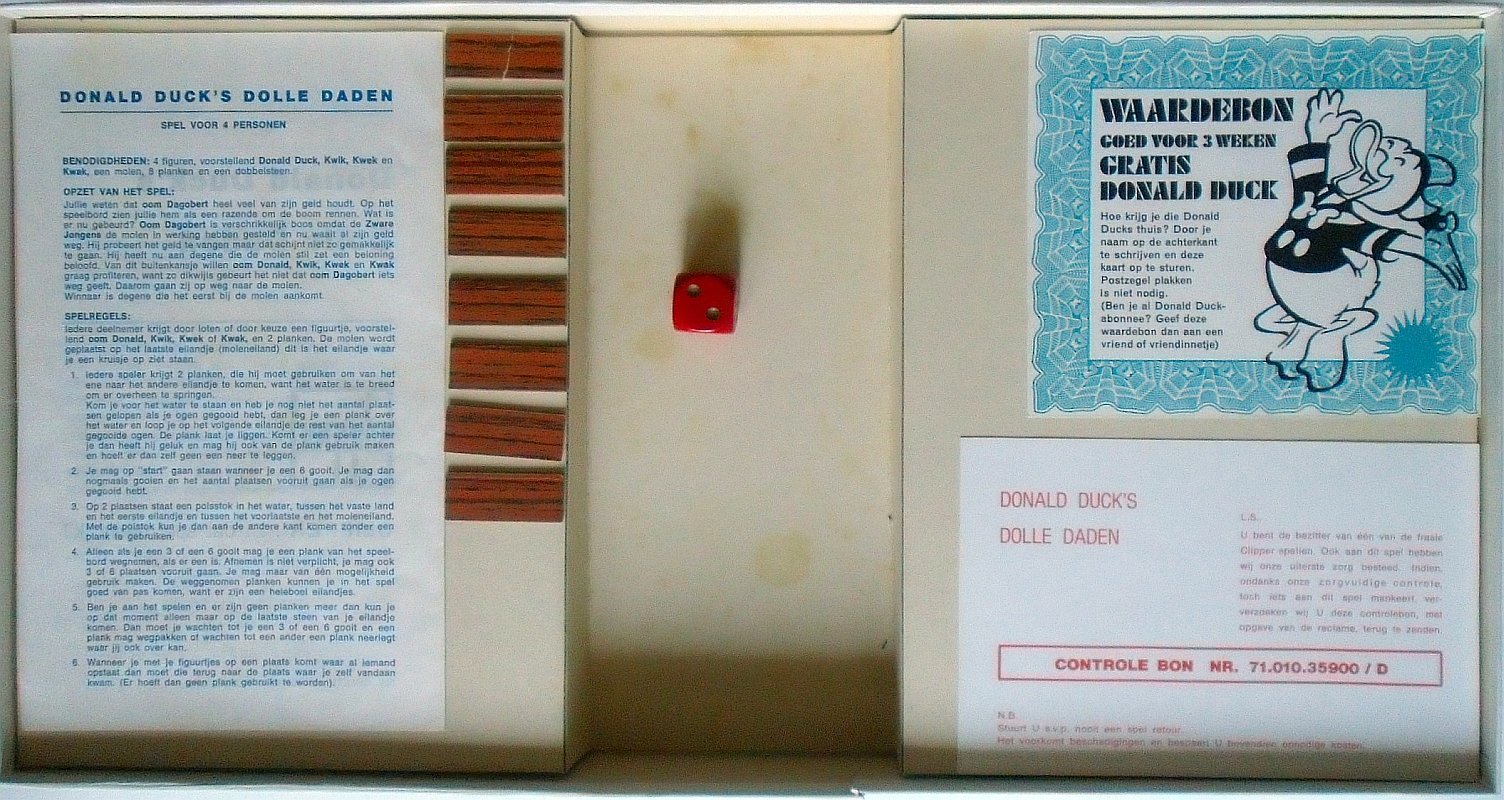 DONALD DUCK'S DOLLE DADEN
SPEL VOOR 4 PERSONEN
BENODIGDHEDEN: 4 figuren, voorstellend Donald Duck, Kwik, Kwek en
Kwak, een molen, 8 planken en een dobbelsteen.
OPZET VAN HET SPEL:
Jullie weten dat oom Dagobert heel veel van zijn geld houdt. Op het
speelbord zien jullie hem als een razende om de boom rennen. Wat is
er nu gebeurd? Oom Dagobert is verschrikkelijk boos omdat de Zware
Jongens de molen in werking hebben gesteld en nu waait al zijn geld
weg. Hij probeert het geld te vangen maar dat schijnt niet zo gemakkelijk
te gaan. Hij heeft nu aan degene die de molen stil zet een beloning
beloofd. Van dit buitenkansje willen oom Donald, Kwik, Kwek en Kwak
graag profiteren, want zo dikwijls gebeurt het niet dat oom Dagobert iets
weg geeft. Daarom gaan zij op weg naar de molen.
Winnaar is degene die het eerst bij de molen aankomt.
SPELREGELS:
Iedere deelnemer krijgt door loten of door keuze een figuurtje, voorstel-
lend oom Donald, Kwik, Kwek of Kwak, en 2 planken. De molen wordt
geplaatst op het laatste eilandje (moleneiland) dit is het eilandje waar
je een kruisje op ziet staan.
1. Iedere speler krijgt 2 planken, die hij moet gebruiken om van het
ene naar het andere eilandje te komen, want het water is te breed
om er overheen te springen.
Kom je voor het water te staan en heb je nog niet het aantal plaat-
sen gelopen als je ogen gegooid hebt, dan leg je een plank over
het water en loop je op het volgende eilandje de rest van het aantal
gegooide ogen. De plank laat je liggen. Komt er een speler achter
je dan heeft hij geluk en mag hij ook van de plank gebruik maken
en hoeft er dan zelf geen een neer te leggen.
2. Je mag op "start" gaan staan wanneer je een 6 gooit. Je mag dan
nogmaals gooien en het aantal plaatsen vooruit gaan als je ogen
gegooid hebt.
3. Op 2 plaatsen staat een polsstok in het water, tussen het vaste land
en het eerste eilandje en tussen het voorlaatste en het moleneiland.
Met de polstok kun je dan aan de andere kant komen zonder een
plank te gebruiken.
4. Alleen als je een 3 of een 6 gooit mag je een plank van het speel-
bord wegnemen, als er een is. Afnemen is niet verplicht, je mag ook
3 of 6 plaatsen vooruit gaan. Je mag maar van één mogelijkheid
gebruik maken. De weggenomen planken kunnen je in het spel
goed van pas komen, want er zijn een heleboel eilandjes.
5. Ben je aan het spelen en er zijn geen planken meer dan kun je
op dat moment alleen maar op de laatste steen van je eilandje
komen. Dan moet je wachten tot je een 3 of een 6 gooit en een
plank mag wegpakken of wachten tot een ander een plank neerlegt
waar jij ook over kan.
6. Wanneer je met je figuurtjes op een plaats komt waar al iemand
opstaat dan moet die terug naar de plaats waar je zelf vandaan
kwam. (Er hoeft dan geen plank gebruikt te worden).
WAARDEBON
GOED VOOR 3 WEKEN
GRATIS
DONALD DUCK
Hoe krijg je die Donald
Ducks thuis? Door je
naam op de achterkant
te schrijven en deze
kaart op te sturen.
Postzegel plakken
is niet nodig.
(Ben je al Donald Duck-
abonnee? Geef deze
waardebon dan aan een
vriend of vriendinnetje)
DONALD DUCK'S
DOLLE DADEN
L.S.,
U bent de bezitter van één van de fraaie
Clipper spellen. Ook aan dit spel hebben
wij onze uiterste zorg besteed. Indien,
ondanks onze zorgvuldige controle,
toch iets aan dit spel mankeert, ver-
verzoeken wij U deze controlebon, met
opgave van de reclame, terug te zenden.
CONTROLE BON NR. 71.010.35900 / D
N.B.
Stuurt U s.v.p. nooit een spel retour.
Het voorkomt beschadigingen en bespaart U bovendien onnodige kosten.